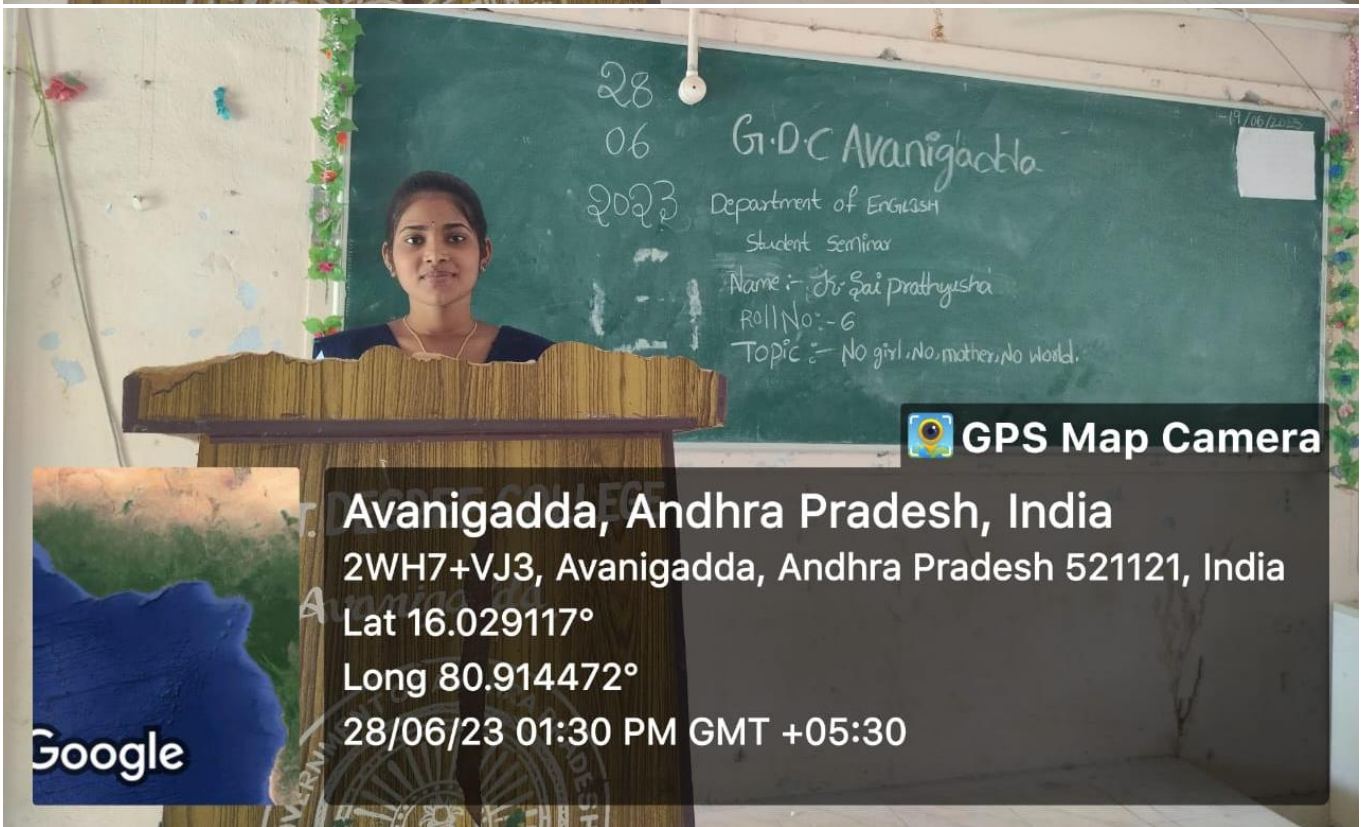 28
06
2023
G.D.C Avanigadda
Department of ENGLISH
Student Seminar
Name :- Sai prathyusha
Roll No :- 6
Topic :- No girl, No, mother, No world.
-19/06/2023
GPS Map Camera
T. DEGREE COLLEGE
Avanigadda, Andhra Pradesh, India
2WH7+VJ3, Avanigadda, Andhra Pradesh 521121, India
Lat 16.029117°
Long 80.914472°
28/06/23 01:30 PM GMT +05:30
Google